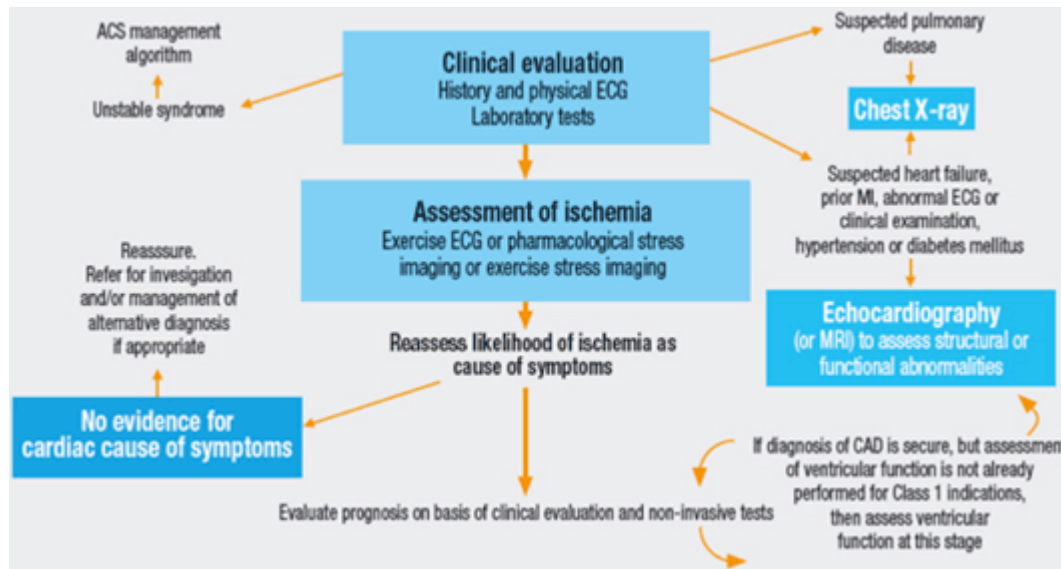 ACS management
algorithm
Unstable syndrome
Clinical evaluation
History and physical ECG
Laboratory tests
Suspected pulmonary
disease
Chest X-ray
Suspected heart failure,
prior MI, abnormal ECG or
clinical examination,
hypertension or diabetes mellitus
Assessment of ischemia
Exercise ECG or pharmacological stress
imaging or exercise stress imaging
Reasssure.
Refer for invesigation
and/or management of
alternative diagnosis
if appropriate
Echocardiography
(or MRI) to assess structural or
functional abnormalities
Reassess likelihood of ischemia as
cause of symptoms
No evidence for
cardiac cause of symptoms
If diagnosis of CAD is secure, but assessment
of ventricular function is not already
performed for Class 1 indications,
then assess ventricular
function at this stage
Evaluate prognosis on basis of clinical evaluation and non-invasive tests